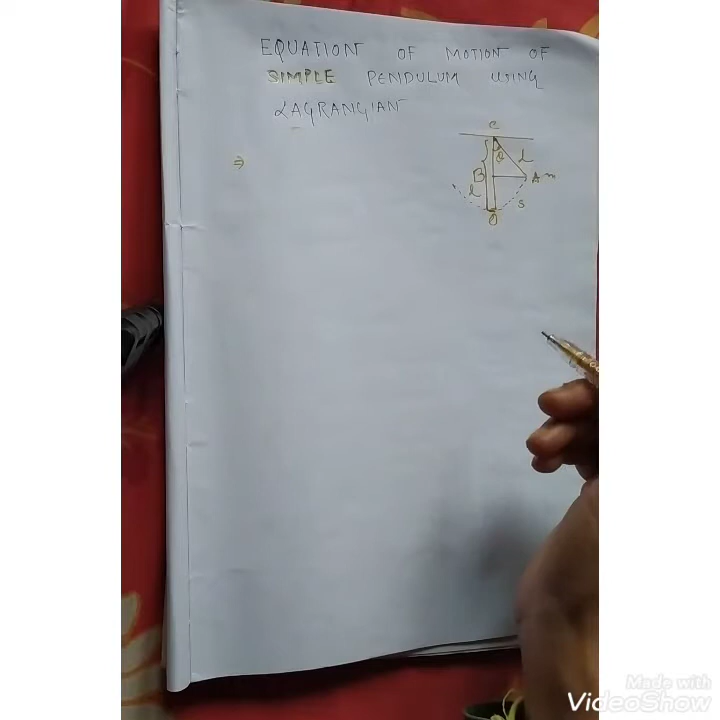 EQUATION OF MOTION OF
SIMPLE PENDULUM USING
LAGRANGIAN
⇒
C
θ
l
B
A m
l
S
O
Made with
VideoShow